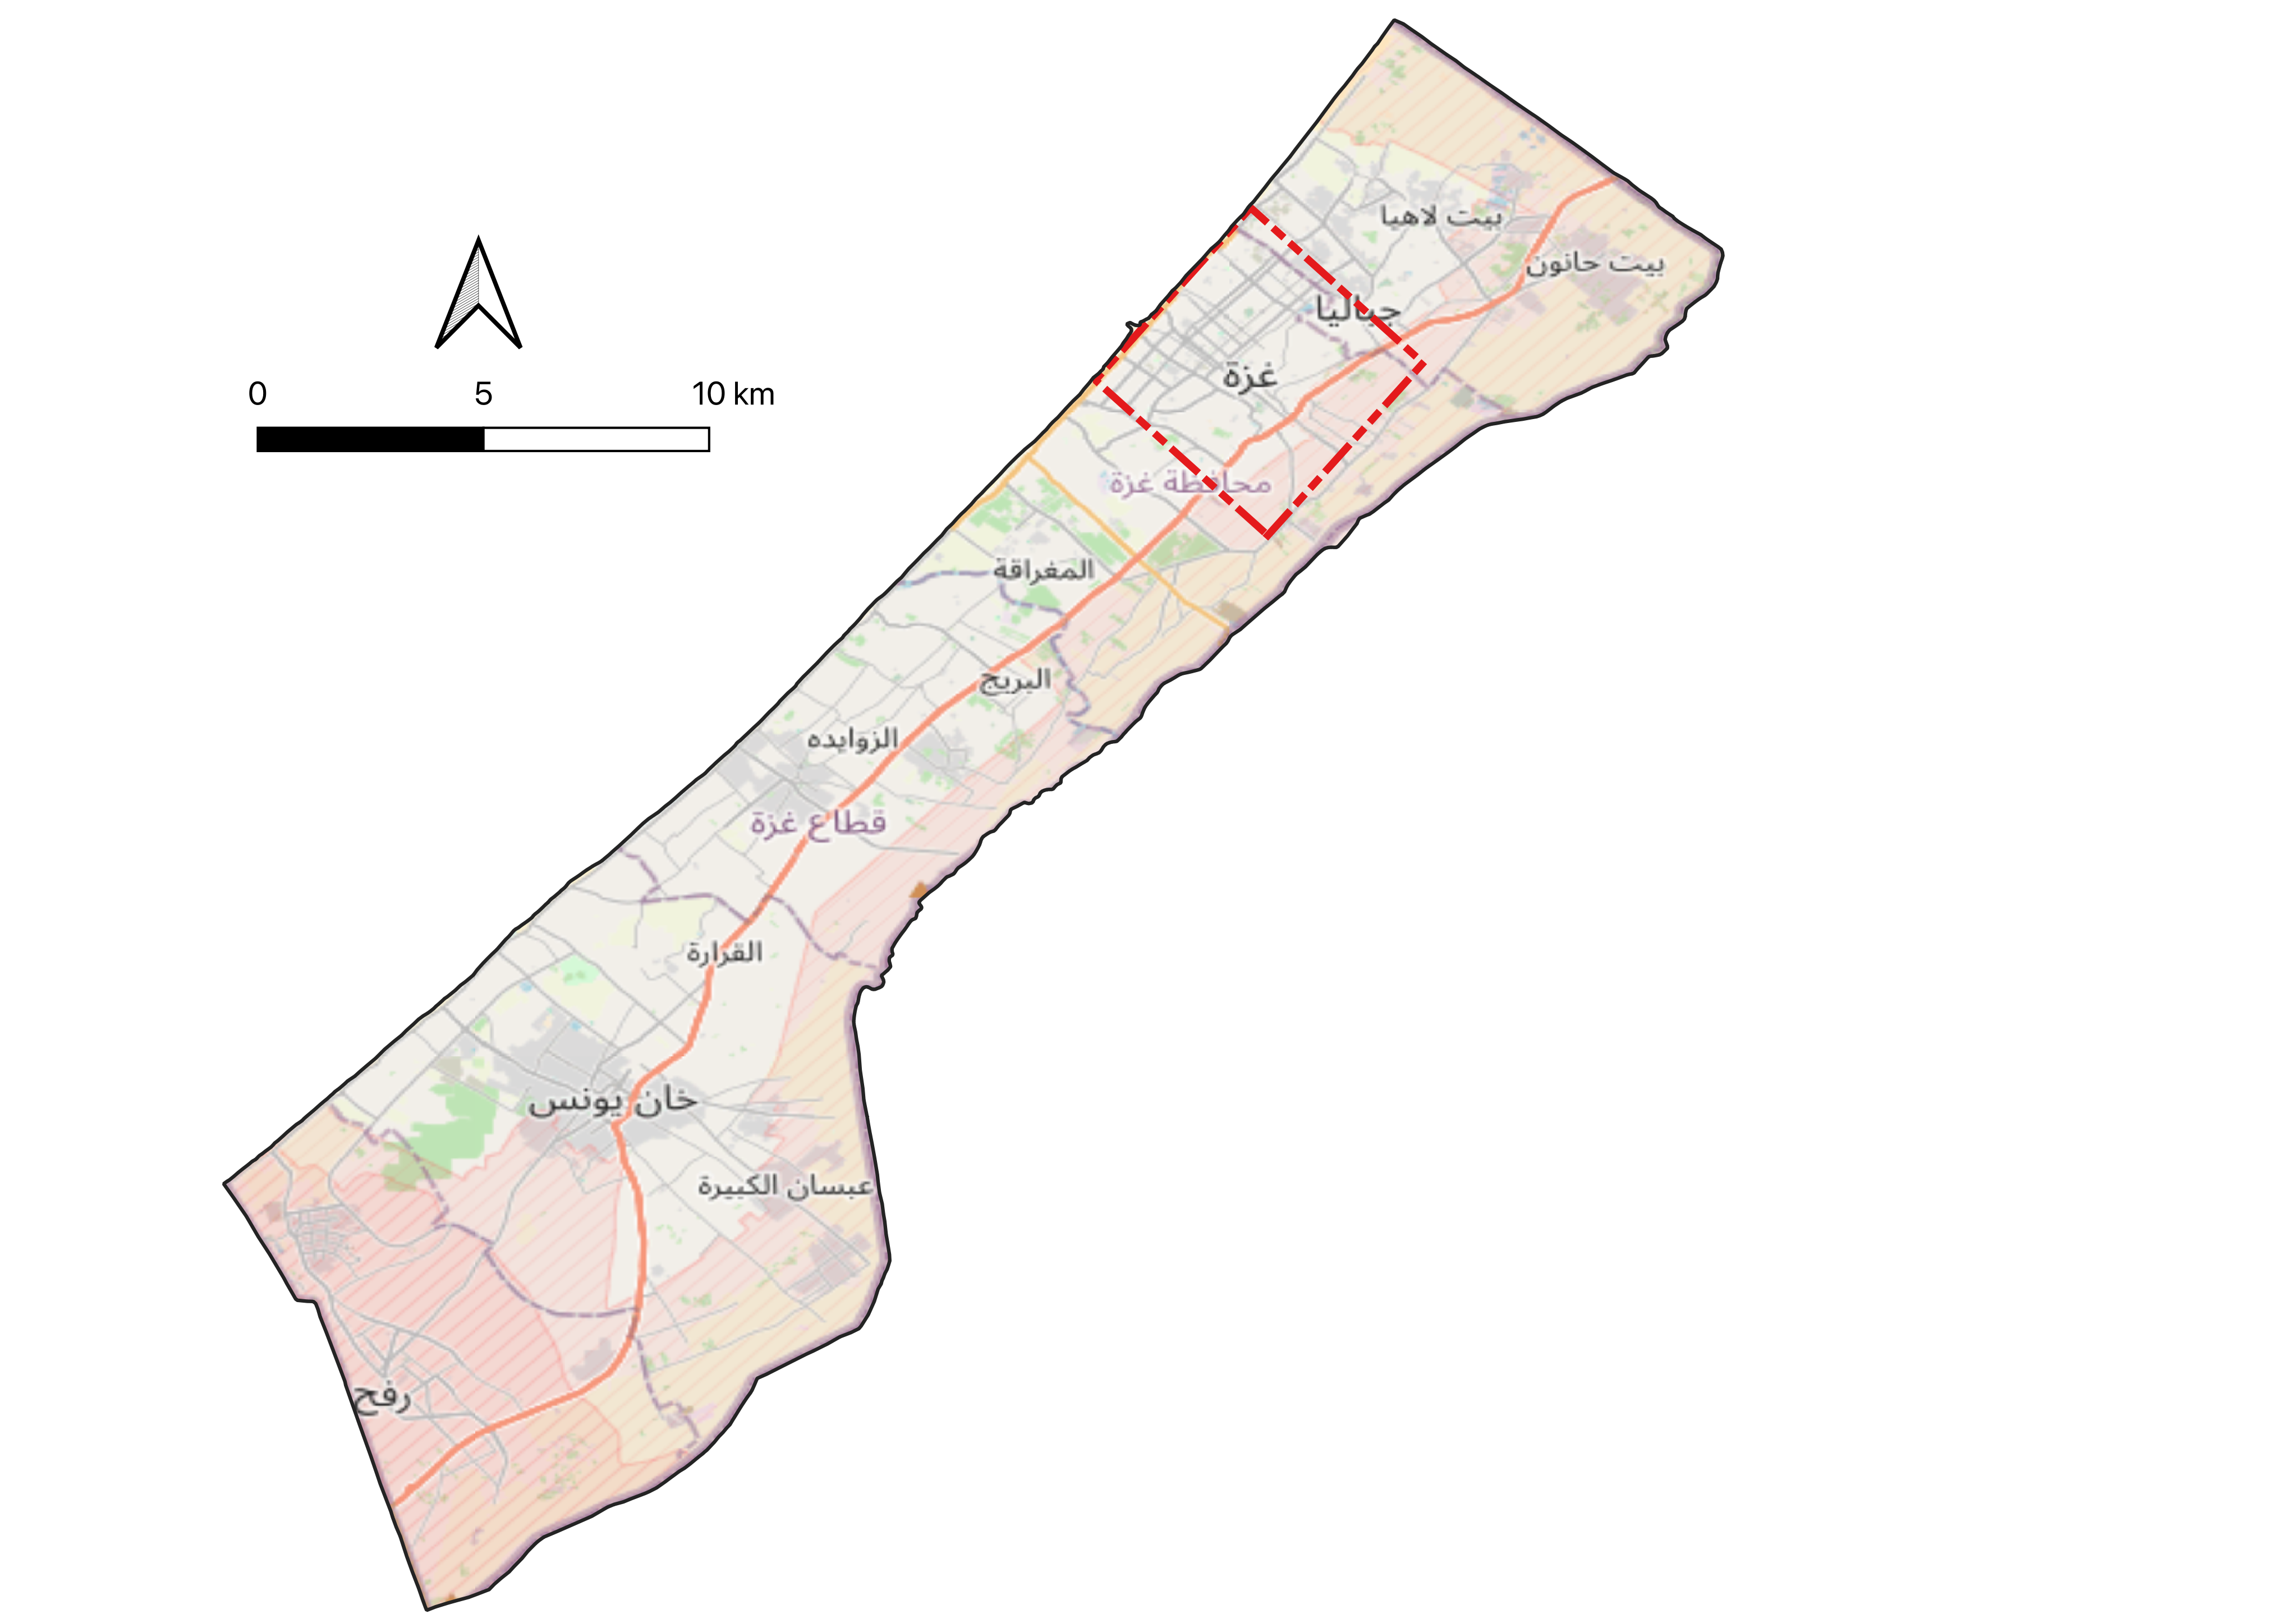 بيت لاهيا
بيت حانون
جباليا
غزة
0 5 10 km
محافظة غزة
المغراقة
البريج
الزوايده
قطاع غزة
القرارة
خان يونس
عبسان الكبيرة
رفح